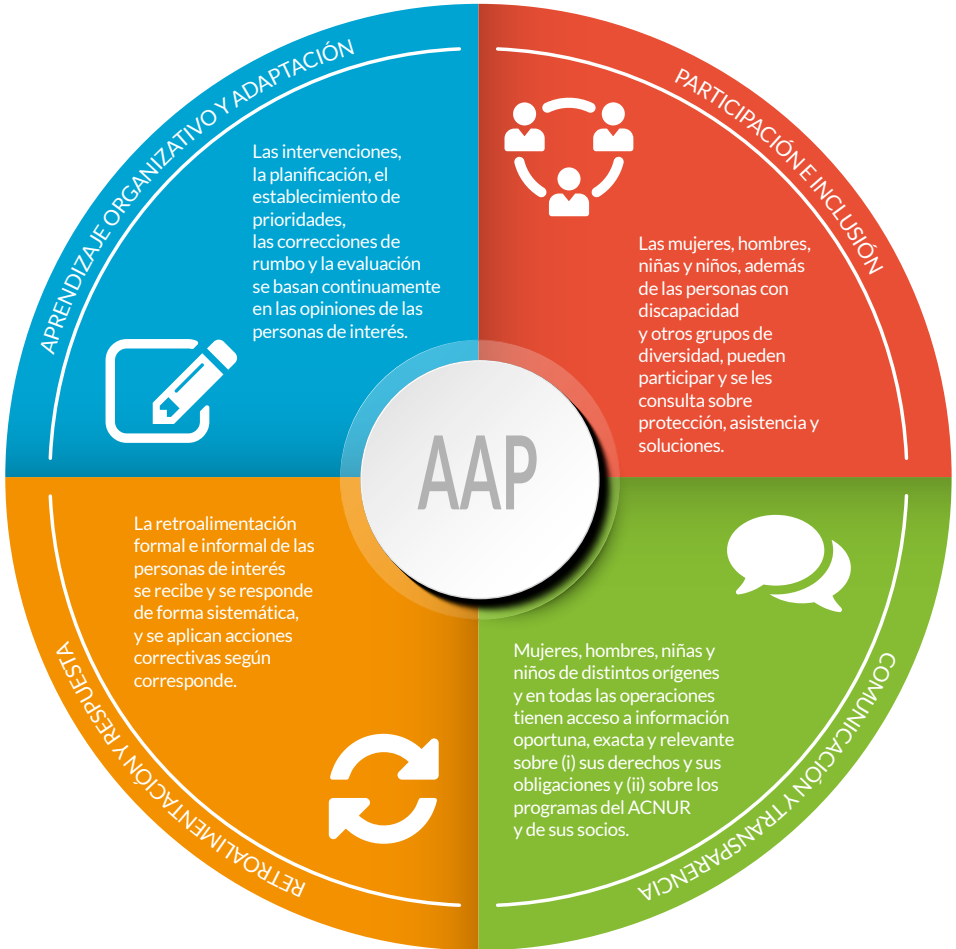 APRENDIZAJE ORGANIZATIVO Y ADAPTACIÓN
Las intervenciones,
la planificación, el
establecimiento de
prioridades,
las correcciones de
rumbo y la evaluación
se basan continuamente
en las opiniones de las
personas de interés.
PARTICIPACIÓN E INCLUSIÓN
Las mujeres, hombres,
niñas y niños, además
de las personas con
discapacidad
y otros grupos de
diversidad, pueden
participar y se les
consulta sobre
protección, asistencia y
soluciones.
AAP
La retroalimentación
formal e informal de las
personas de interés
se recibe y se responde
de forma sistemática,
y se aplican acciones
correctivas según
corresponde.
RETROALIMENTACIÓN Y RESPUESTA
Mujeres, hombres, niñas y
niños de distintos orígenes
y en todas las operaciones
tienen acceso a información
oportuna, exacta y relevante
sobre (i) sus derechos y sus
obligaciones y (ii) sobre los
programas del ACNUR
y de sus socios.
COMUNICACIÓN Y TRANSPARENCIA